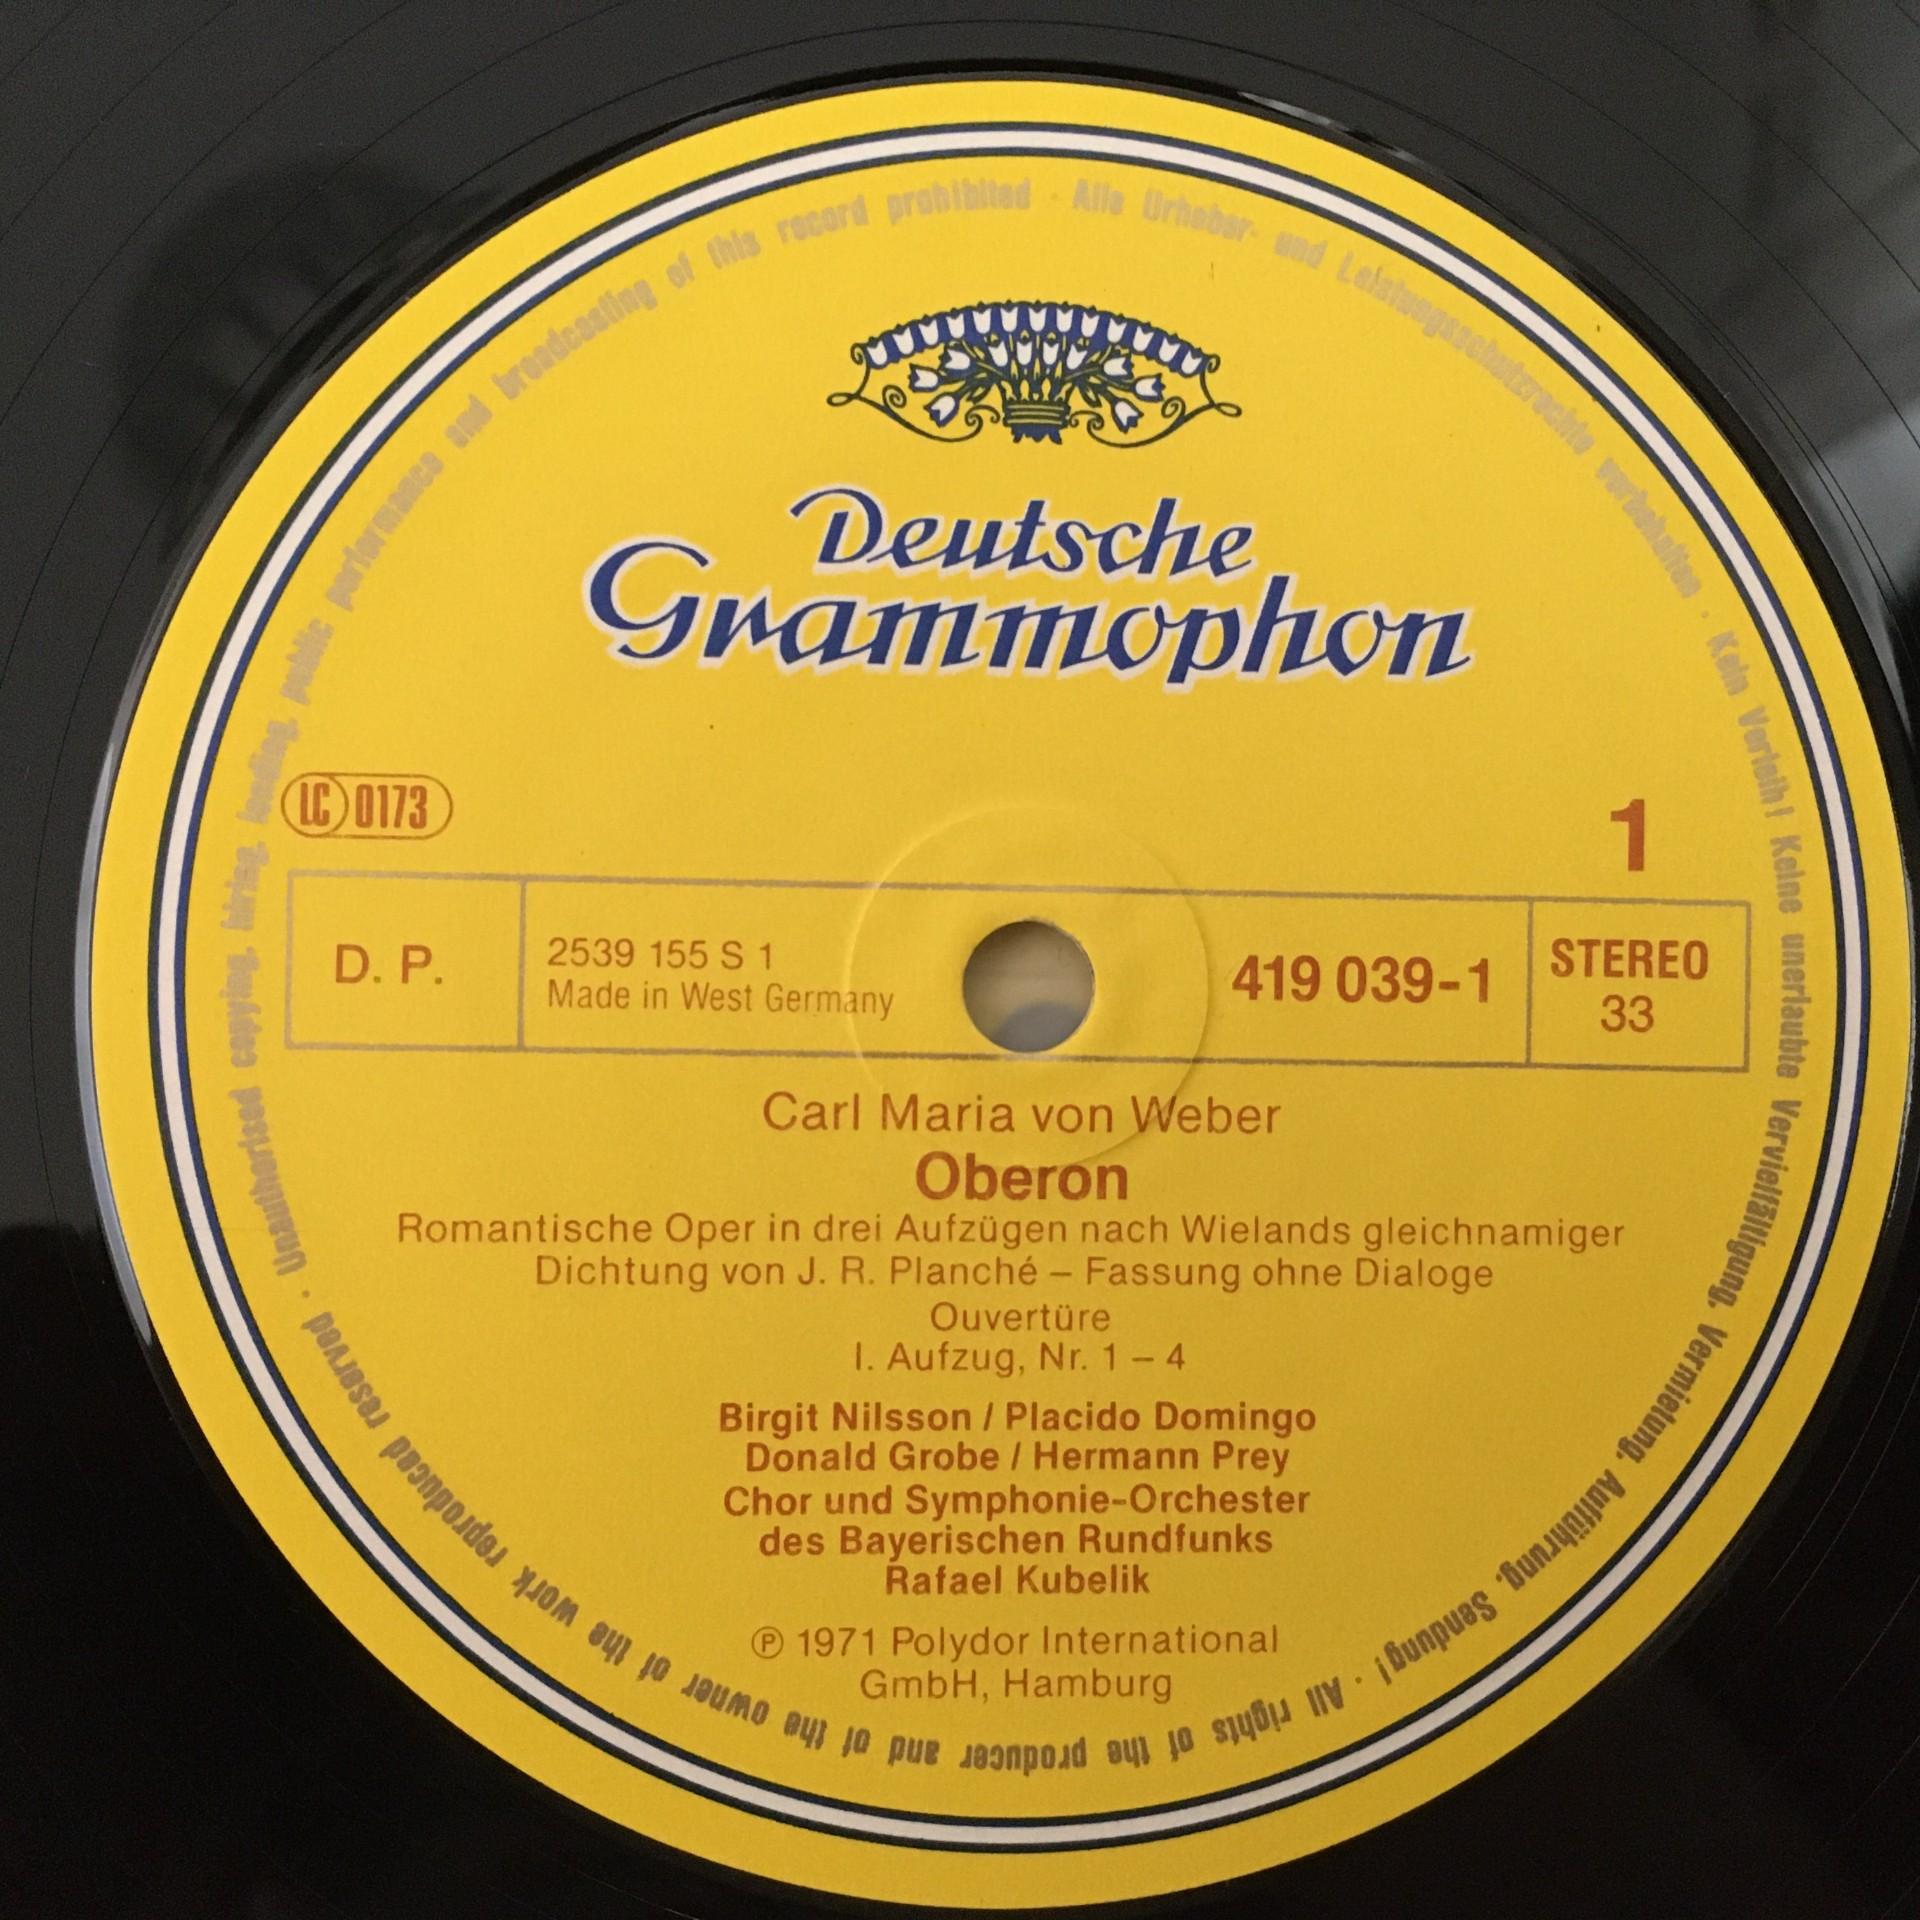 Deutsche
Grammophon
LC 0173
1
D. P.
2539 155 S 1
Made in West Germany
419 039-1
STEREO
33
Carl Maria von Weber
Oberon
Romantische Oper in drei Aufzügen nach Wielands gleichnamiger
Dichtung von J. R. Planché – Fassung ohne Dialoge
Ouvertüre
I. Aufzug, Nr. 1 – 4
Birgit Nilsson / Placido Domingo
Donald Grobe / Hermann Prey
Chor und Symphonie-Orchester
des Bayerischen Rundfunks
Rafael Kubelik
℗ 1971 Polydor International
GmbH, Hamburg
Alle Urheber- und Leistungsschutzrechte vorbehalten · Kein Verleih! Keine unerlaubte Vervielfältigung, Vermietung, Aufführung, Sendung! · All rights of the producer and of the owner of the work reproduced reserved · Unauthorised copying, hiring, lending, public performance and broadcasting of this record prohibited ·